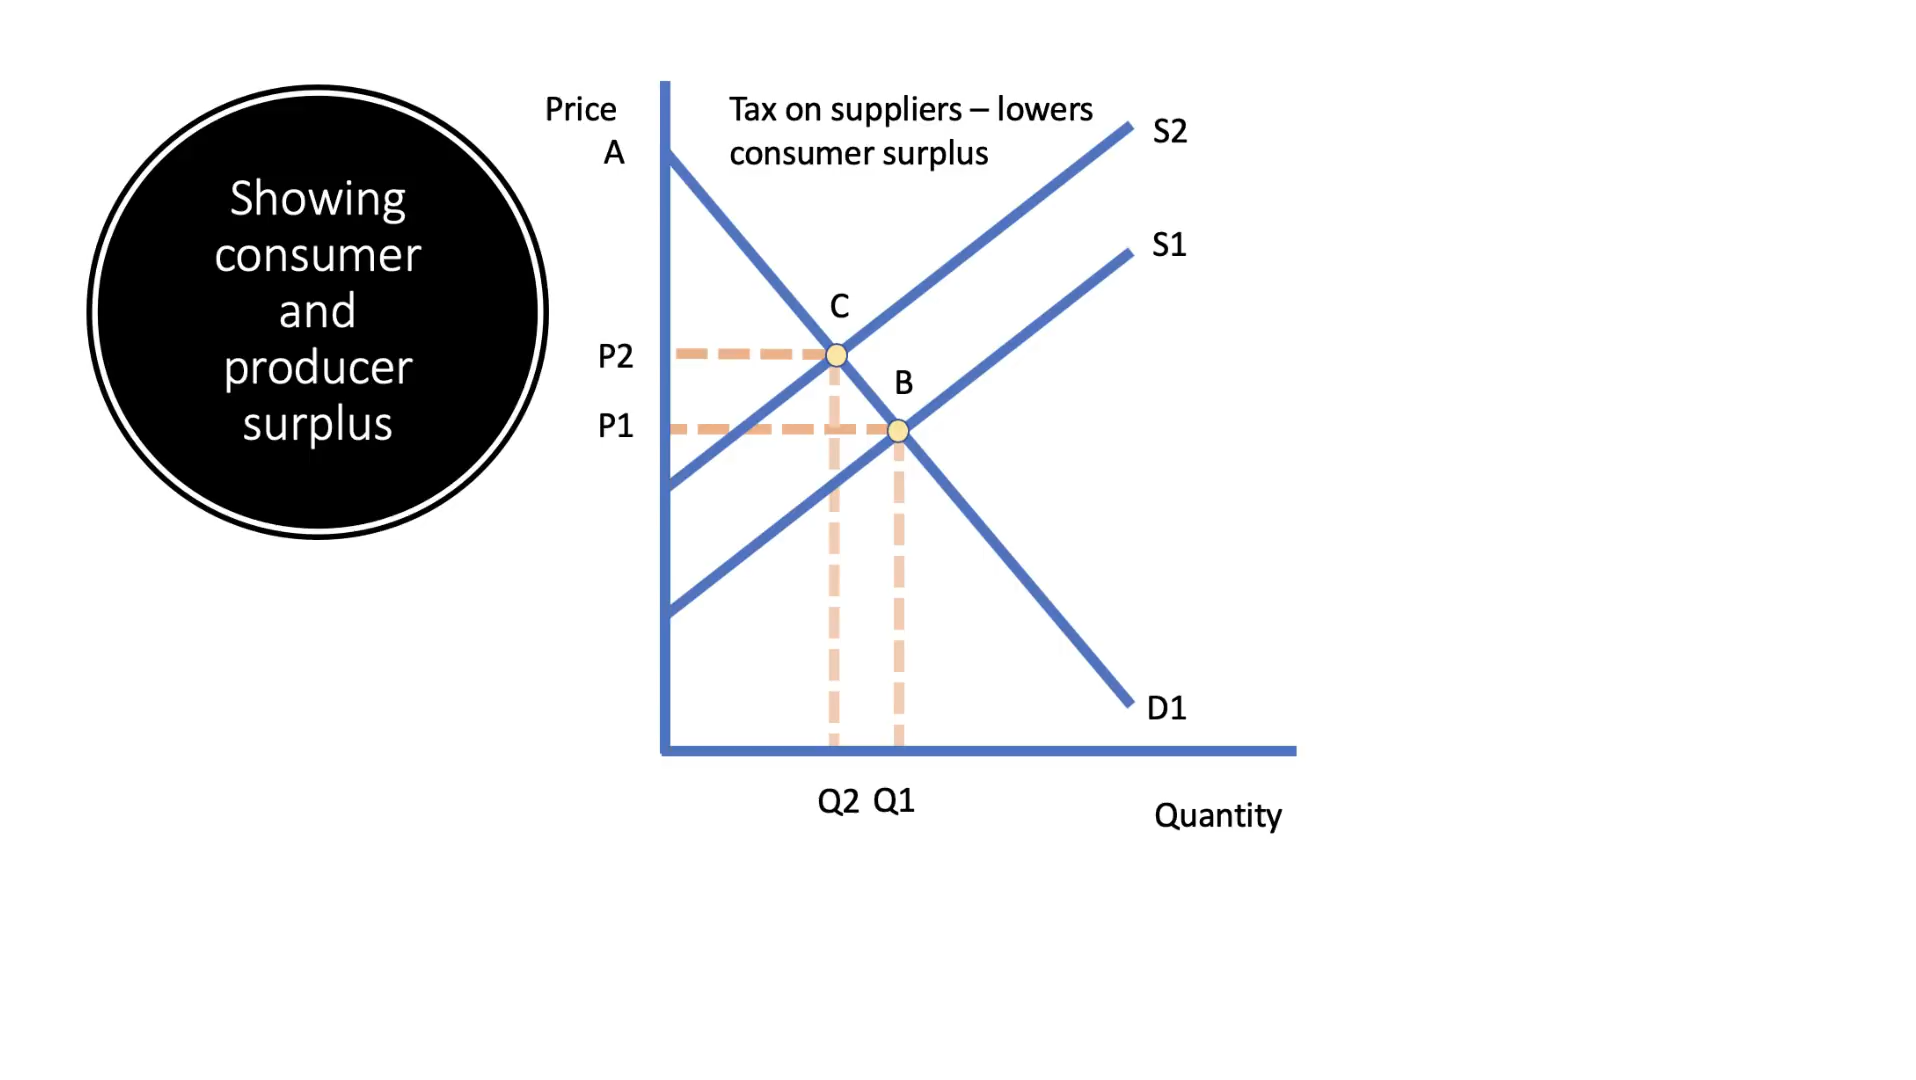 Showing
consumer
and
producer
surplus
Price
A
Tax on suppliers – lowers
consumer surplus
S2
S1
C
P2
B
P1
D1
Q2 Q1
Quantity